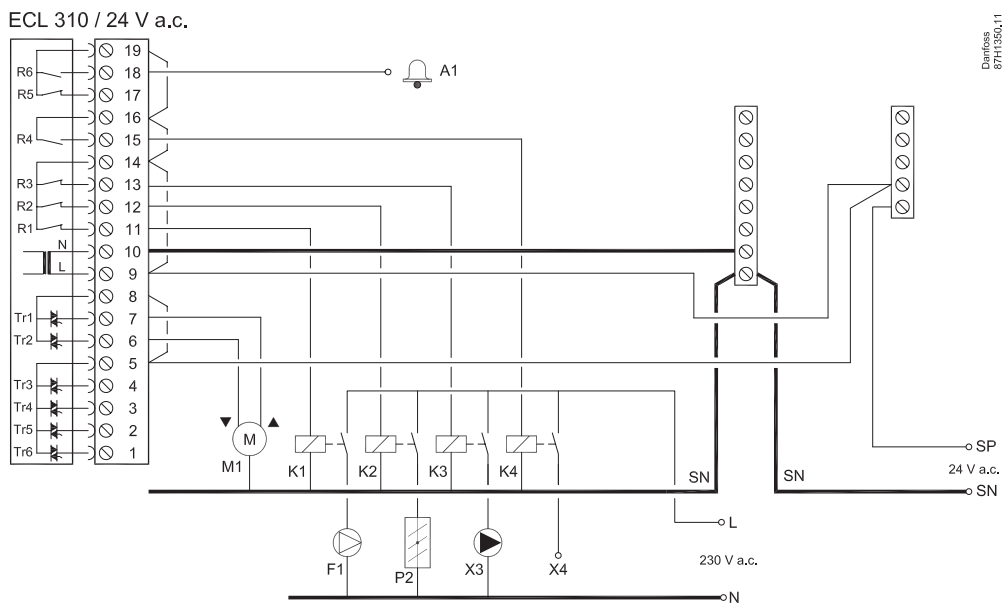 ECL 310 / 24 V a.c.
Danfoss
87H1350.11
19
R6 18 A1
R5 17
16
R4 15
14
R3 13
R2 12
R1 11
N 10
L 9
8
Tr1 7
Tr2 6
5
Tr3 4
Tr4 3
Tr5 2
Tr6 1
M
M1 K1 K2 K3 K4
SP
24 V a.c.
SN SN SN
L
F1 P2 X3 X4 230 V a.c.
N